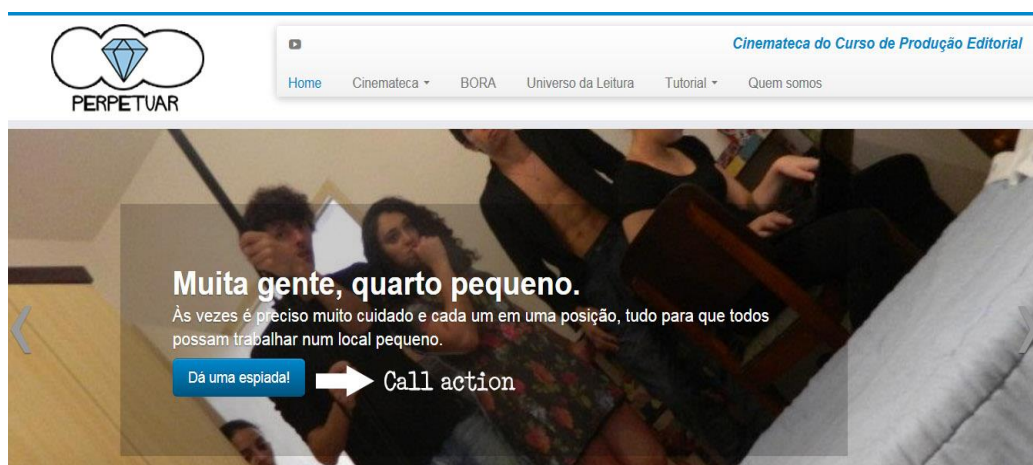 PERPETUAR
Cinemateca do Curso de Produção Editorial
Home Cinemateca BORA Universo da Leitura Tutorial Quem somos
Muita gente, quarto pequeno.
Às vezes é preciso muito cuidado e cada um em uma posição, tudo para que todos
possam trabalhar num local pequeno.
Dá uma espiada! Call action